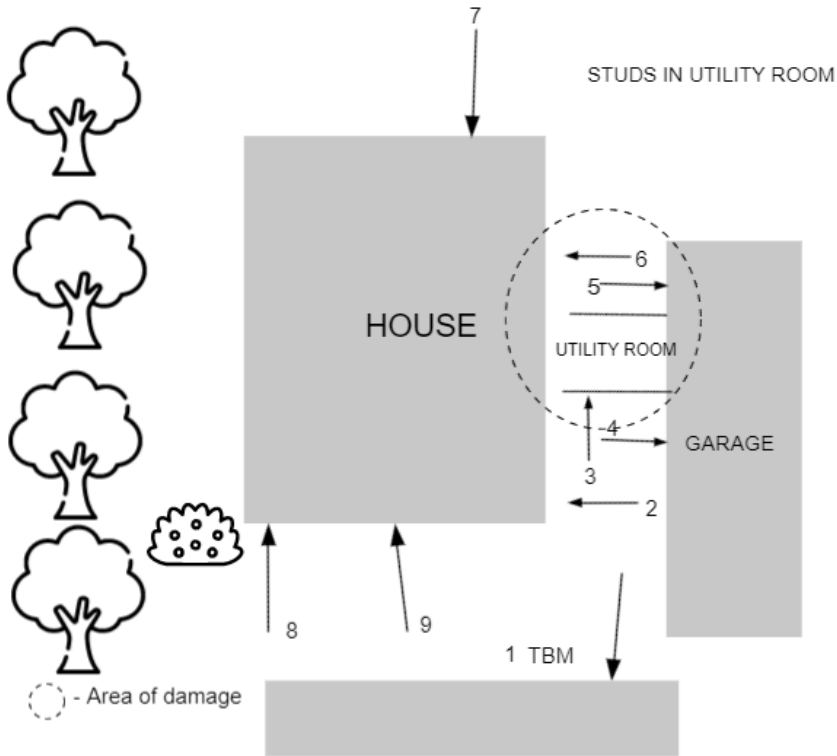 7
STUDS IN UTILITY ROOM
6
5
HOUSE
UTILITY ROOM
4
GARAGE
3
2
8
9
1 TBM
- Area of damage